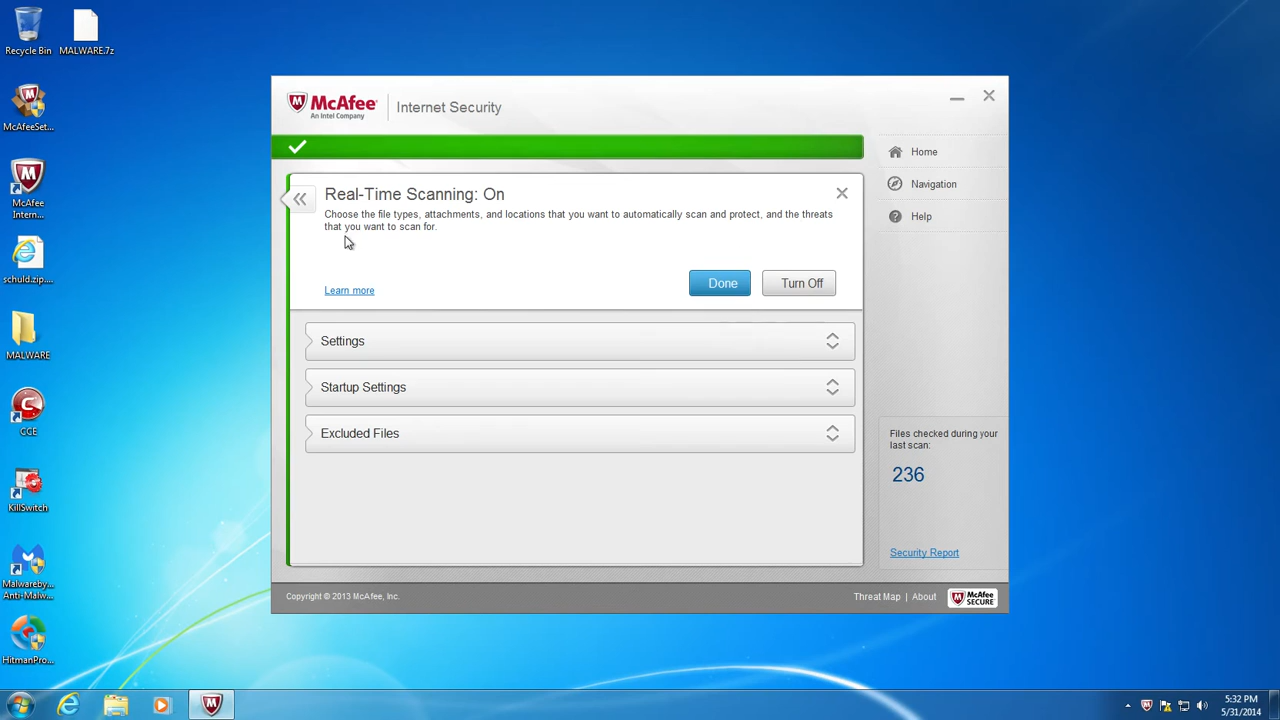 Recycle Bin
MALWARE.7z
McAfeeSet...
McAfee
Intern...
schuld.zip....
MALWARE
CCE
KillSwitch
Malwareby...
Anti-Malw...
HitmanPro...
McAfee
An Intel Company
Internet Security
Real-Time Scanning: On
Choose the file types, attachments, and locations that you want to automatically scan and protect, and the threats
that you want to scan for.
Learn more
Done
Turn Off
Settings
Startup Settings
Excluded Files
Home
Navigation
Help
Files checked during your
last scan:
236
Security Report
Copyright © 2013 McAfee, Inc.
Threat Map | About
McAfee
SECURE
5:32 PM
5/31/2014